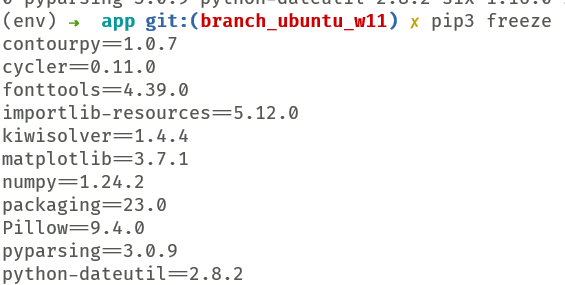 0 pyparsing-3.0.9 python-dateutil-2.8.2 six-1.16.0
(env) ➜ app git:(branch_ubuntu_w11) ✗ pip3 freeze
contourpy==1.0.7
cycler==0.11.0
fonttools==4.39.0
importlib-resources==5.12.0
kiwisolver==1.4.4
matplotlib==3.7.1
numpy==1.24.2
packaging==23.0
Pillow==9.4.0
pyparsing==3.0.9
python-dateutil==2.8.2